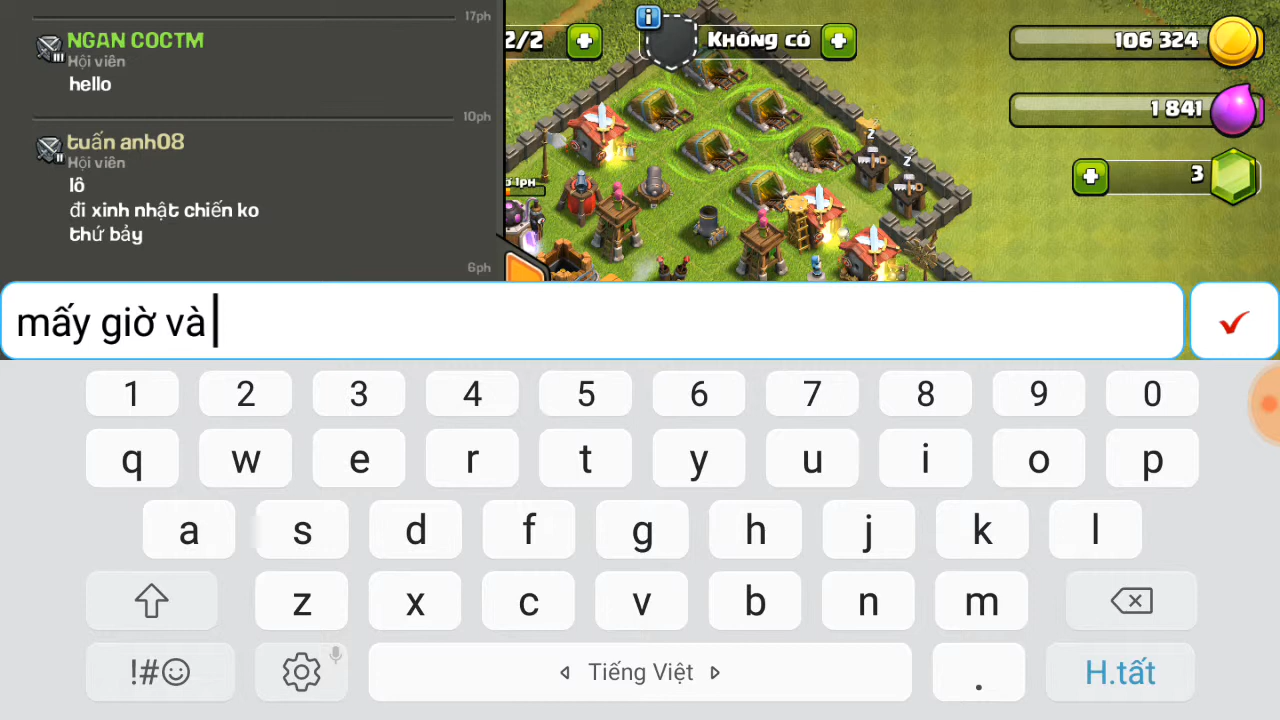 17ph
NGAN COCTM
Hội viên
hello
10ph
tuấn anh08
Hội viên
lô
đi xinh nhật chiến ko
thứ bảy
6ph
2/2
Không có
106 324
1 841
3
1PH
mấy giờ và
1 2 3 4 5 6 7 8 9 0
q w e r t y u i o p
a s d f g h j k l
z x c v b n m
!#☺ Tiếng Việt . H.tất